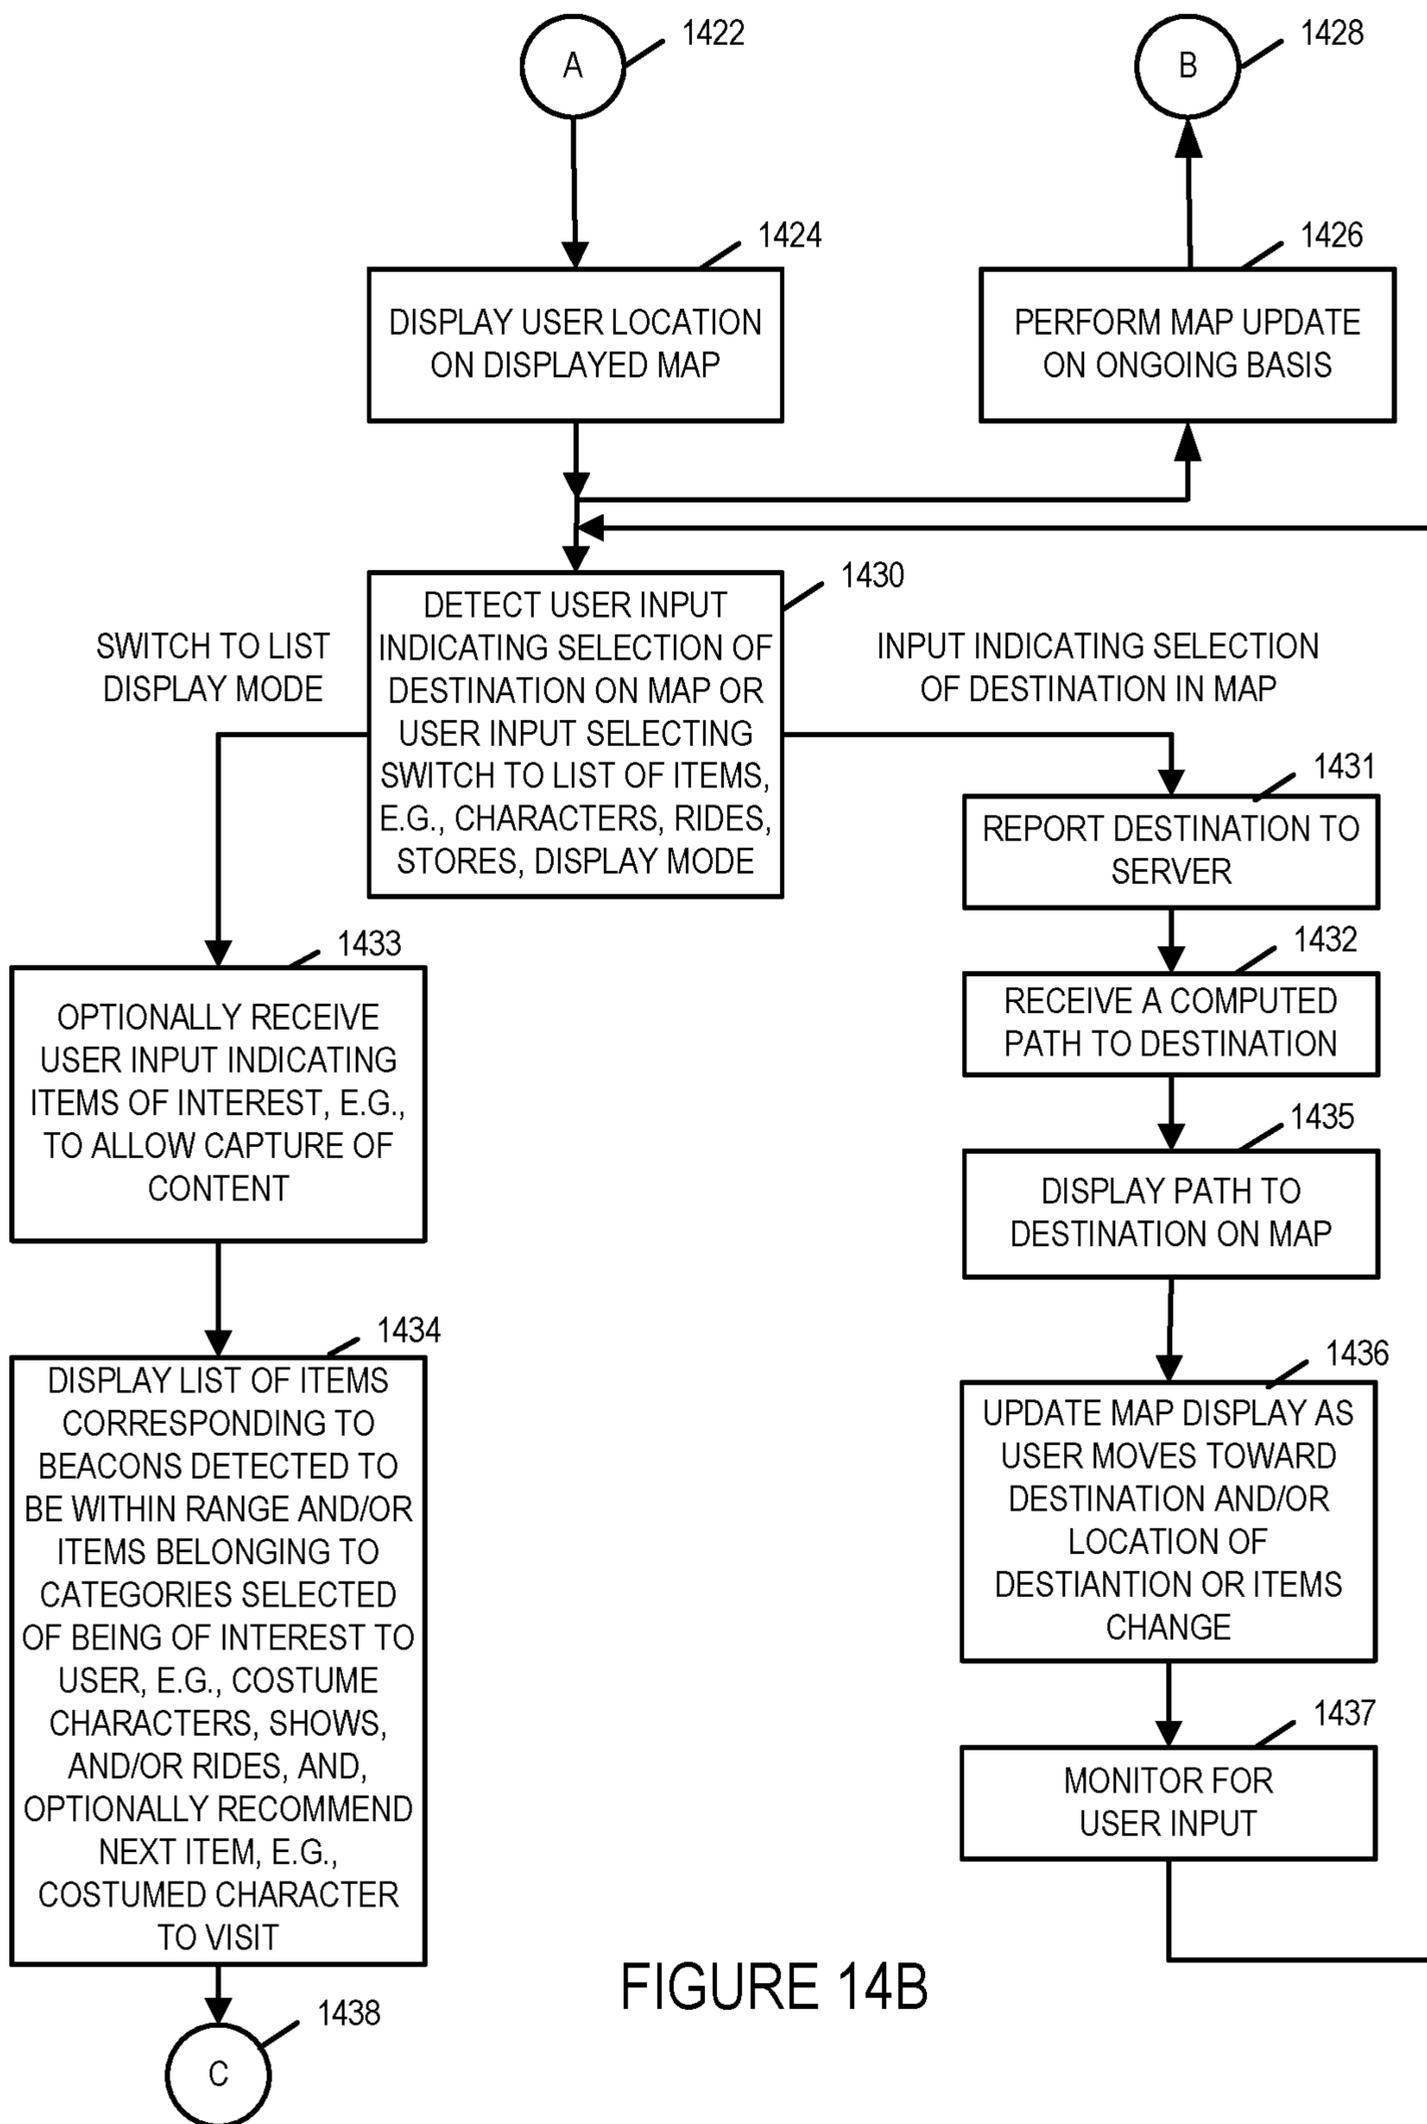 A
1422
B
1428
1424
DISPLAY USER LOCATION
ON DISPLAYED MAP
1426
PERFORM MAP UPDATE
ON ONGOING BASIS
1430
DETECT USER INPUT
INDICATING SELECTION OF
DESTINATION ON MAP OR
USER INPUT SELECTING
SWITCH TO LIST OF ITEMS,
E.G., CHARACTERS, RIDES,
STORES, DISPLAY MODE
SWITCH TO LIST
DISPLAY MODE
INPUT INDICATING SELECTION
OF DESTINATION IN MAP
1431
REPORT DESTINATION TO
SERVER
1433
OPTIONALLY RECEIVE
USER INPUT INDICATING
ITEMS OF INTEREST, E.G.,
TO ALLOW CAPTURE OF
CONTENT
1432
RECEIVE A COMPUTED
PATH TO DESTINATION
1435
DISPLAY PATH TO
DESTINATION ON MAP
1434
DISPLAY LIST OF ITEMS
CORRESPONDING TO
BEACONS DETECTED TO
BE WITHIN RANGE AND/OR
ITEMS BELONGING TO
CATEGORIES SELECTED
OF BEING OF INTEREST TO
USER, E.G., COSTUME
CHARACTERS, SHOWS,
AND/OR RIDES, AND,
OPTIONALLY RECOMMEND
NEXT ITEM, E.G.,
COSTUMED CHARACTER
TO VISIT
1436
UPDATE MAP DISPLAY AS
USER MOVES TOWARD
DESTINATION AND/OR
LOCATION OF
DESTIANTION OR ITEMS
CHANGE
1437
MONITOR FOR
USER INPUT
FIGURE 14B
1438
C